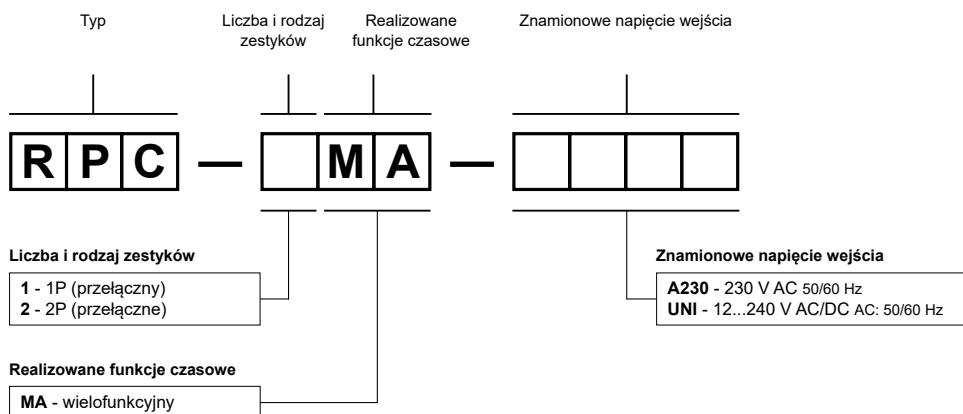 Typ
Liczba i rodzaj
zestyków
Realizowane
funkcje czasowe
Znamionowe napięcie wejścia
RPC — MA —
Liczba i rodzaj zestyków
1 - 1P (przełączny)
2 - 2P (przełączne)
Znamionowe napięcie wejścia
A230 - 230 V AC 50/60 Hz
UNI - 12...240 V AC/DC AC: 50/60 Hz
Realizowane funkcje czasowe
MA - wielofunkcyjny